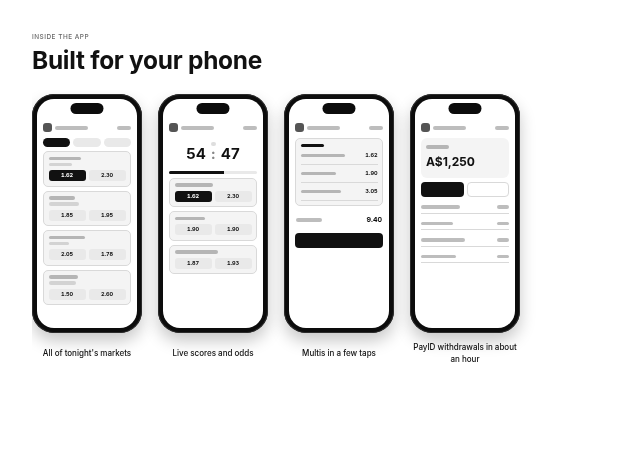 INSIDE THE APP
Built for your phone
1.62 2.30
1.85 1.95
2.05 1.78
1.50 2.60
All of tonight's markets
54 : 47
1.62 2.30
1.90 1.90
1.87 1.93
Live scores and odds
1.62
1.90
3.05
9.40
Multis in a few taps
A$1,250
PayID withdrawals in about
an hour